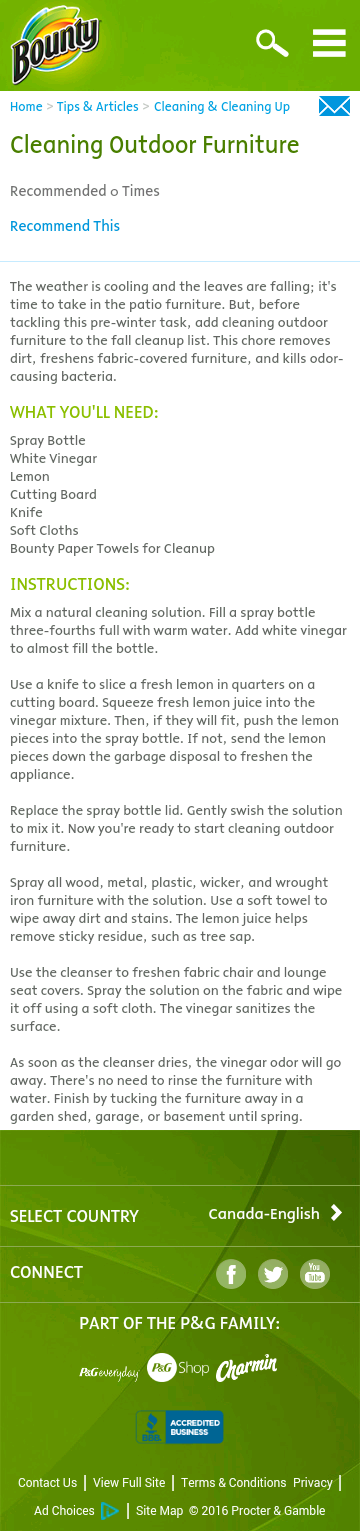 Bounty
Home > Tips & Articles > Cleaning & Cleaning Up
Cleaning Outdoor Furniture
Recommended 0 Times
Recommend This
The weather is cooling and the leaves are falling; it's
time to take in the patio furniture. But, before
tackling this pre-winter task, add cleaning outdoor
furniture to the fall cleanup list. This chore removes
dirt, freshens fabric-covered furniture, and kills odor-
causing bacteria.
WHAT YOU'LL NEED:
Spray Bottle
White Vinegar
Lemon
Cutting Board
Knife
Soft Cloths
Bounty Paper Towels for Cleanup
INSTRUCTIONS:
Mix a natural cleaning solution. Fill a spray bottle
three-fourths full with warm water. Add white vinegar
to almost fill the bottle.
Use a knife to slice a fresh lemon in quarters on a
cutting board. Squeeze fresh lemon juice into the
vinegar mixture. Then, if they will fit, push the lemon
pieces into the spray bottle. If not, send the lemon
pieces down the garbage disposal to freshen the
appliance.
Replace the spray bottle lid. Gently swish the solution
to mix it. Now you're ready to start cleaning outdoor
furniture.
Spray all wood, metal, plastic, wicker, and wrought
iron furniture with the solution. Use a soft towel to
wipe away dirt and stains. The lemon juice helps
remove sticky residue, such as tree sap.
Use the cleanser to freshen fabric chair and lounge
seat covers. Spray the solution on the fabric and wipe
it off using a soft cloth. The vinegar sanitizes the
surface.
As soon as the cleanser dries, the vinegar odor will go
away. There's no need to rinse the furniture with
water. Finish by tucking the furniture away in a
garden shed, garage, or basement until spring.
SELECT COUNTRY Canada-English
CONNECT f You Tube
PART OF THE P&G FAMILY:
P&G everyday P&G Shop Charmin
BBB ACCREDITED
BUSINESS
Contact Us | View Full Site | Terms & Conditions Privacy |
Ad Choices | Site Map © 2016 Procter & Gamble